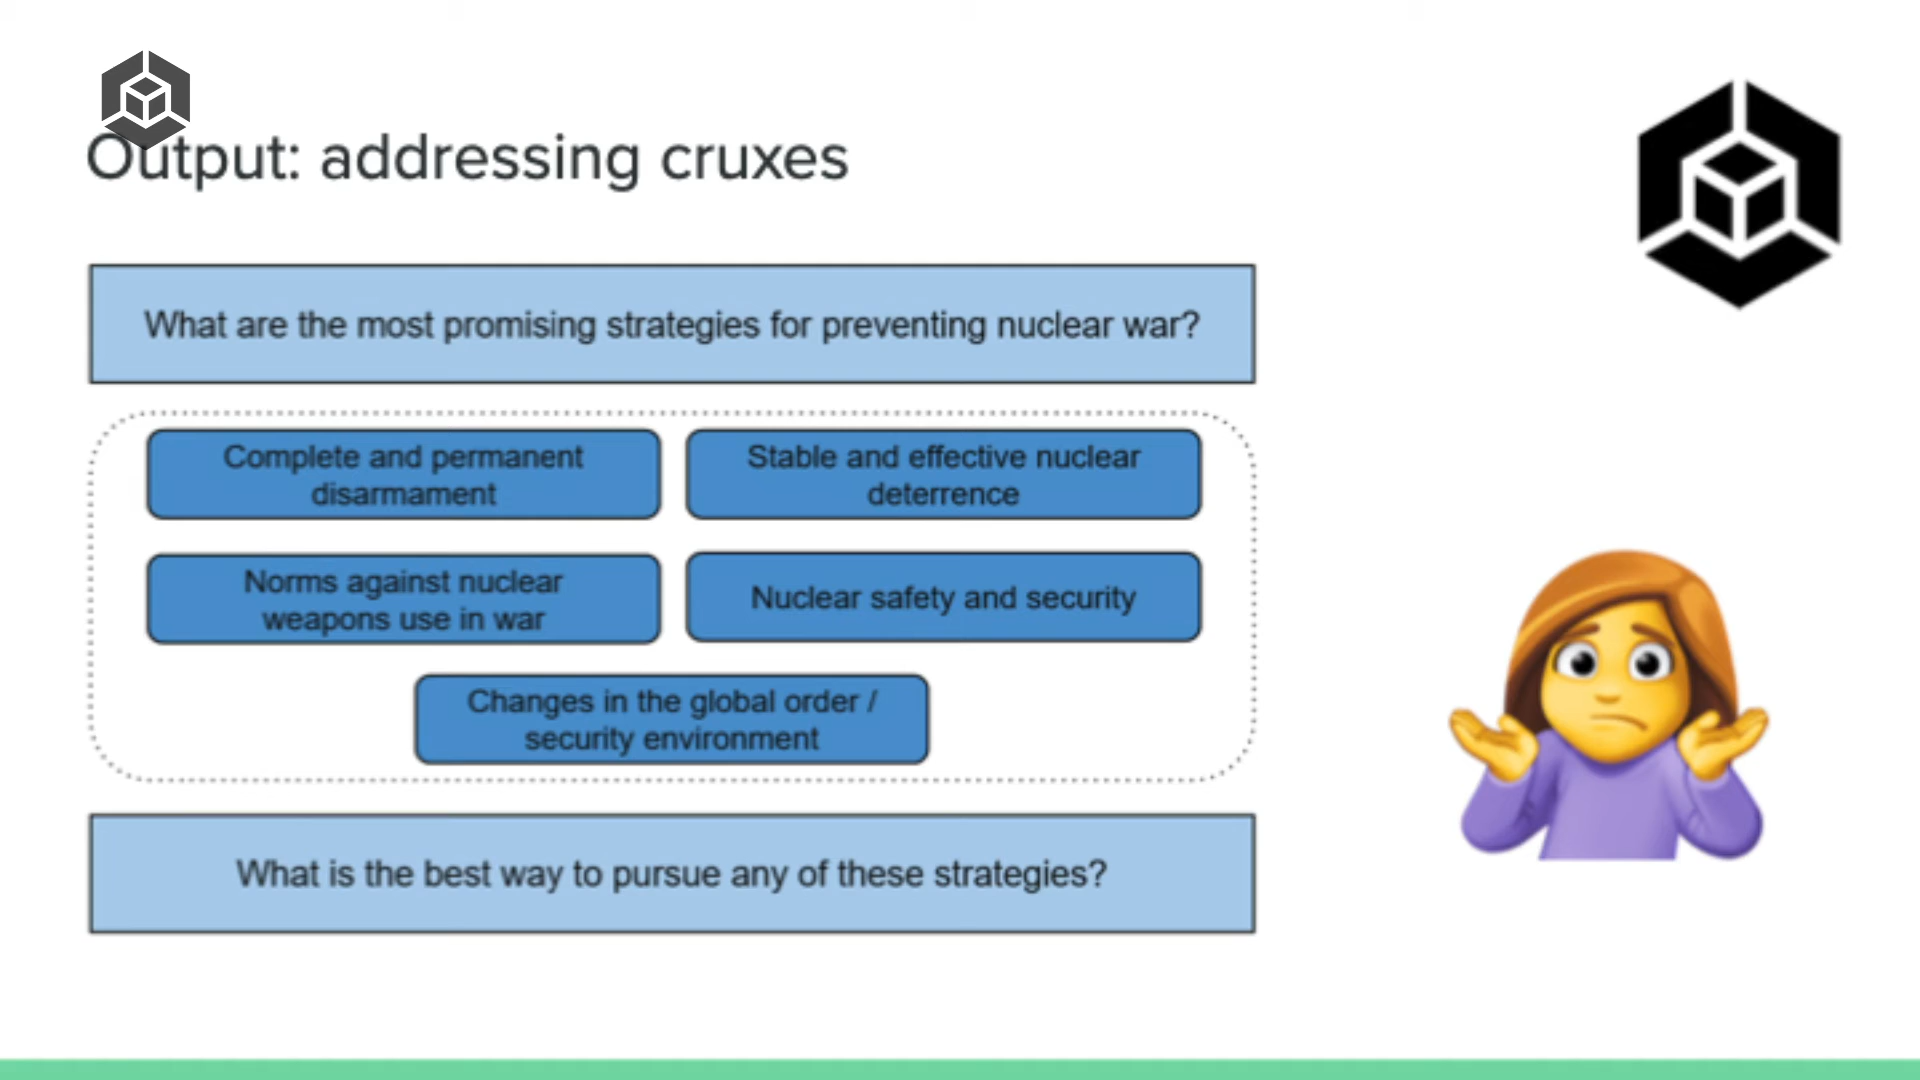 Output: addressing cruxes
What are the most promising strategies for preventing nuclear war?
Complete and permanent
disarmament
Stable and effective nuclear
deterrence
Norms against nuclear
weapons use in war
Nuclear safety and security
Changes in the global order /
security environment
What is the best way to pursue any of these strategies?